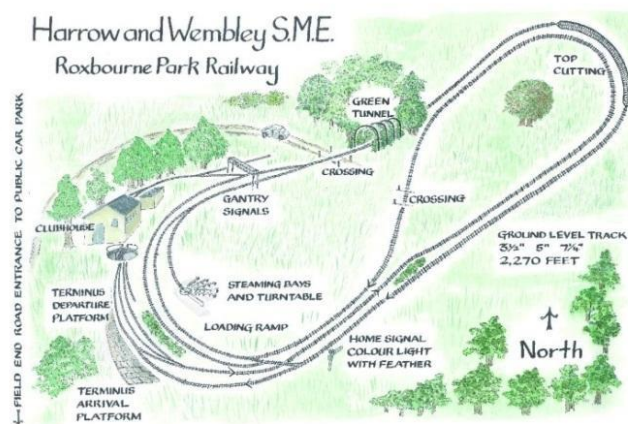 Harrow and Wembley S.M.E.
Roxbourne Park Railway
TOP
CUTTING
GREEN
TUNNEL
CROSSING
CROSSING
GANTRY
SIGNALS
CLUBHOUSE
GROUND LEVEL TRACK
3½" 5" 7¼"
2,270 FEET
STEAMING BAYS
AND TURNTABLE
TERMINUS
DEPARTURE
PLATFORM
LOADING RAMP
HOME SIGNAL
COLOUR LIGHT
WITH FEATHER
North
TERMINUS
ARRIVAL
PLATFORM
FIELD END ROAD ENTRANCE TO PUBLIC CAR PARK